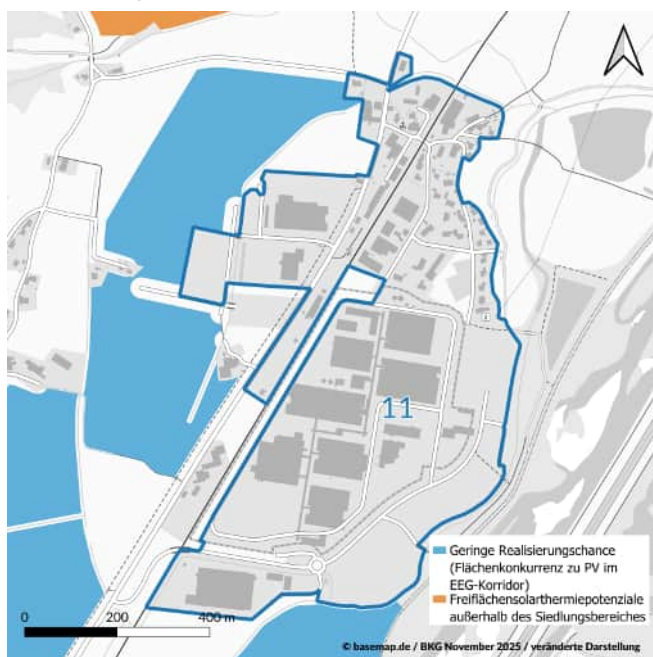 11
Geringe Realisierungschance
(Flächenkonkurrenz zu PV im
EEG-Korridor)
Freiflächensolarthermiepotenziale
außerhalb des Siedlungsbereiches
0 200 400 m
© basemap.de / BKG November 2025 / veränderte Darstellung